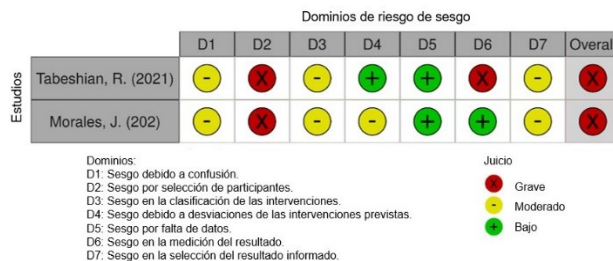 Dominios de riesgo de sesgo
D1 D2 D3 D4 D5 D6 D7 Overal
Estudios
Tabeshian, R. (2021) - X - + + X - X
Morales, J. (202) - X - - + + - X
Dominios:
D1: Sesgo debido a confusión.
D2: Sesgo por selección de participantes.
D3: Sesgo en la clasificación de las intervenciones.
D4: Sesgo debido a desviaciones de las intervenciones previstas.
D5: Sesgo por falta de datos.
D6: Sesgo en la medición del resultado.
D7: Sesgo en la selección del resultado informado.
Juicio
X Grave
- Moderado
+ Bajo